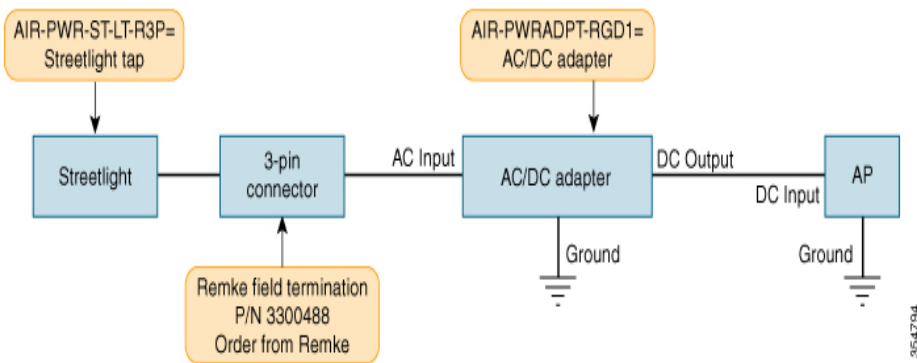 AIR-PWR-ST-LT-R3P=
Streetlight tap
AIR-PWRADPT-RGD1=
AC/DC adapter
Streetlight
3-pin
connector
AC Input
AC/DC adapter
DC Output
DC Input
AP
Ground
Ground
Remke field termination
P/N 3300488
Order from Remke
354794